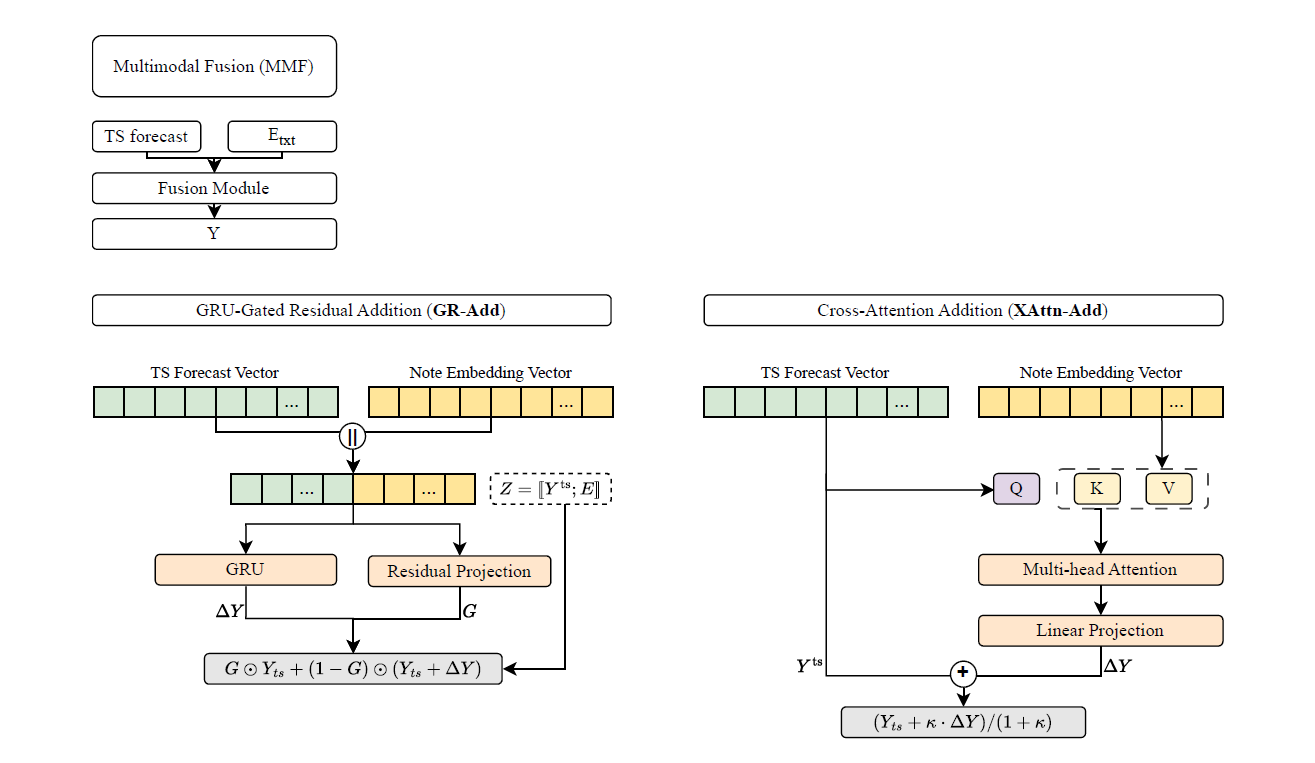 Multimodal Fusion (MMF)
TS forecast
E_txt
Fusion Module
Y
GRU-Gated Residual Addition (GR-Add)
TS Forecast Vector
Note Embedding Vector
...
...
||
...
...
Z = ⟦Y^ts; E⟧
GRU
Residual Projection
ΔY
G
G ⊙ Y_ts + (1 − G) ⊙ (Y_ts + ΔY)
Cross-Attention Addition (XAttn-Add)
TS Forecast Vector
Note Embedding Vector
...
...
Q
K
V
Multi-head Attention
Linear Projection
Y^ts
+
ΔY
(Y_ts + κ · ΔY)/(1 + κ)